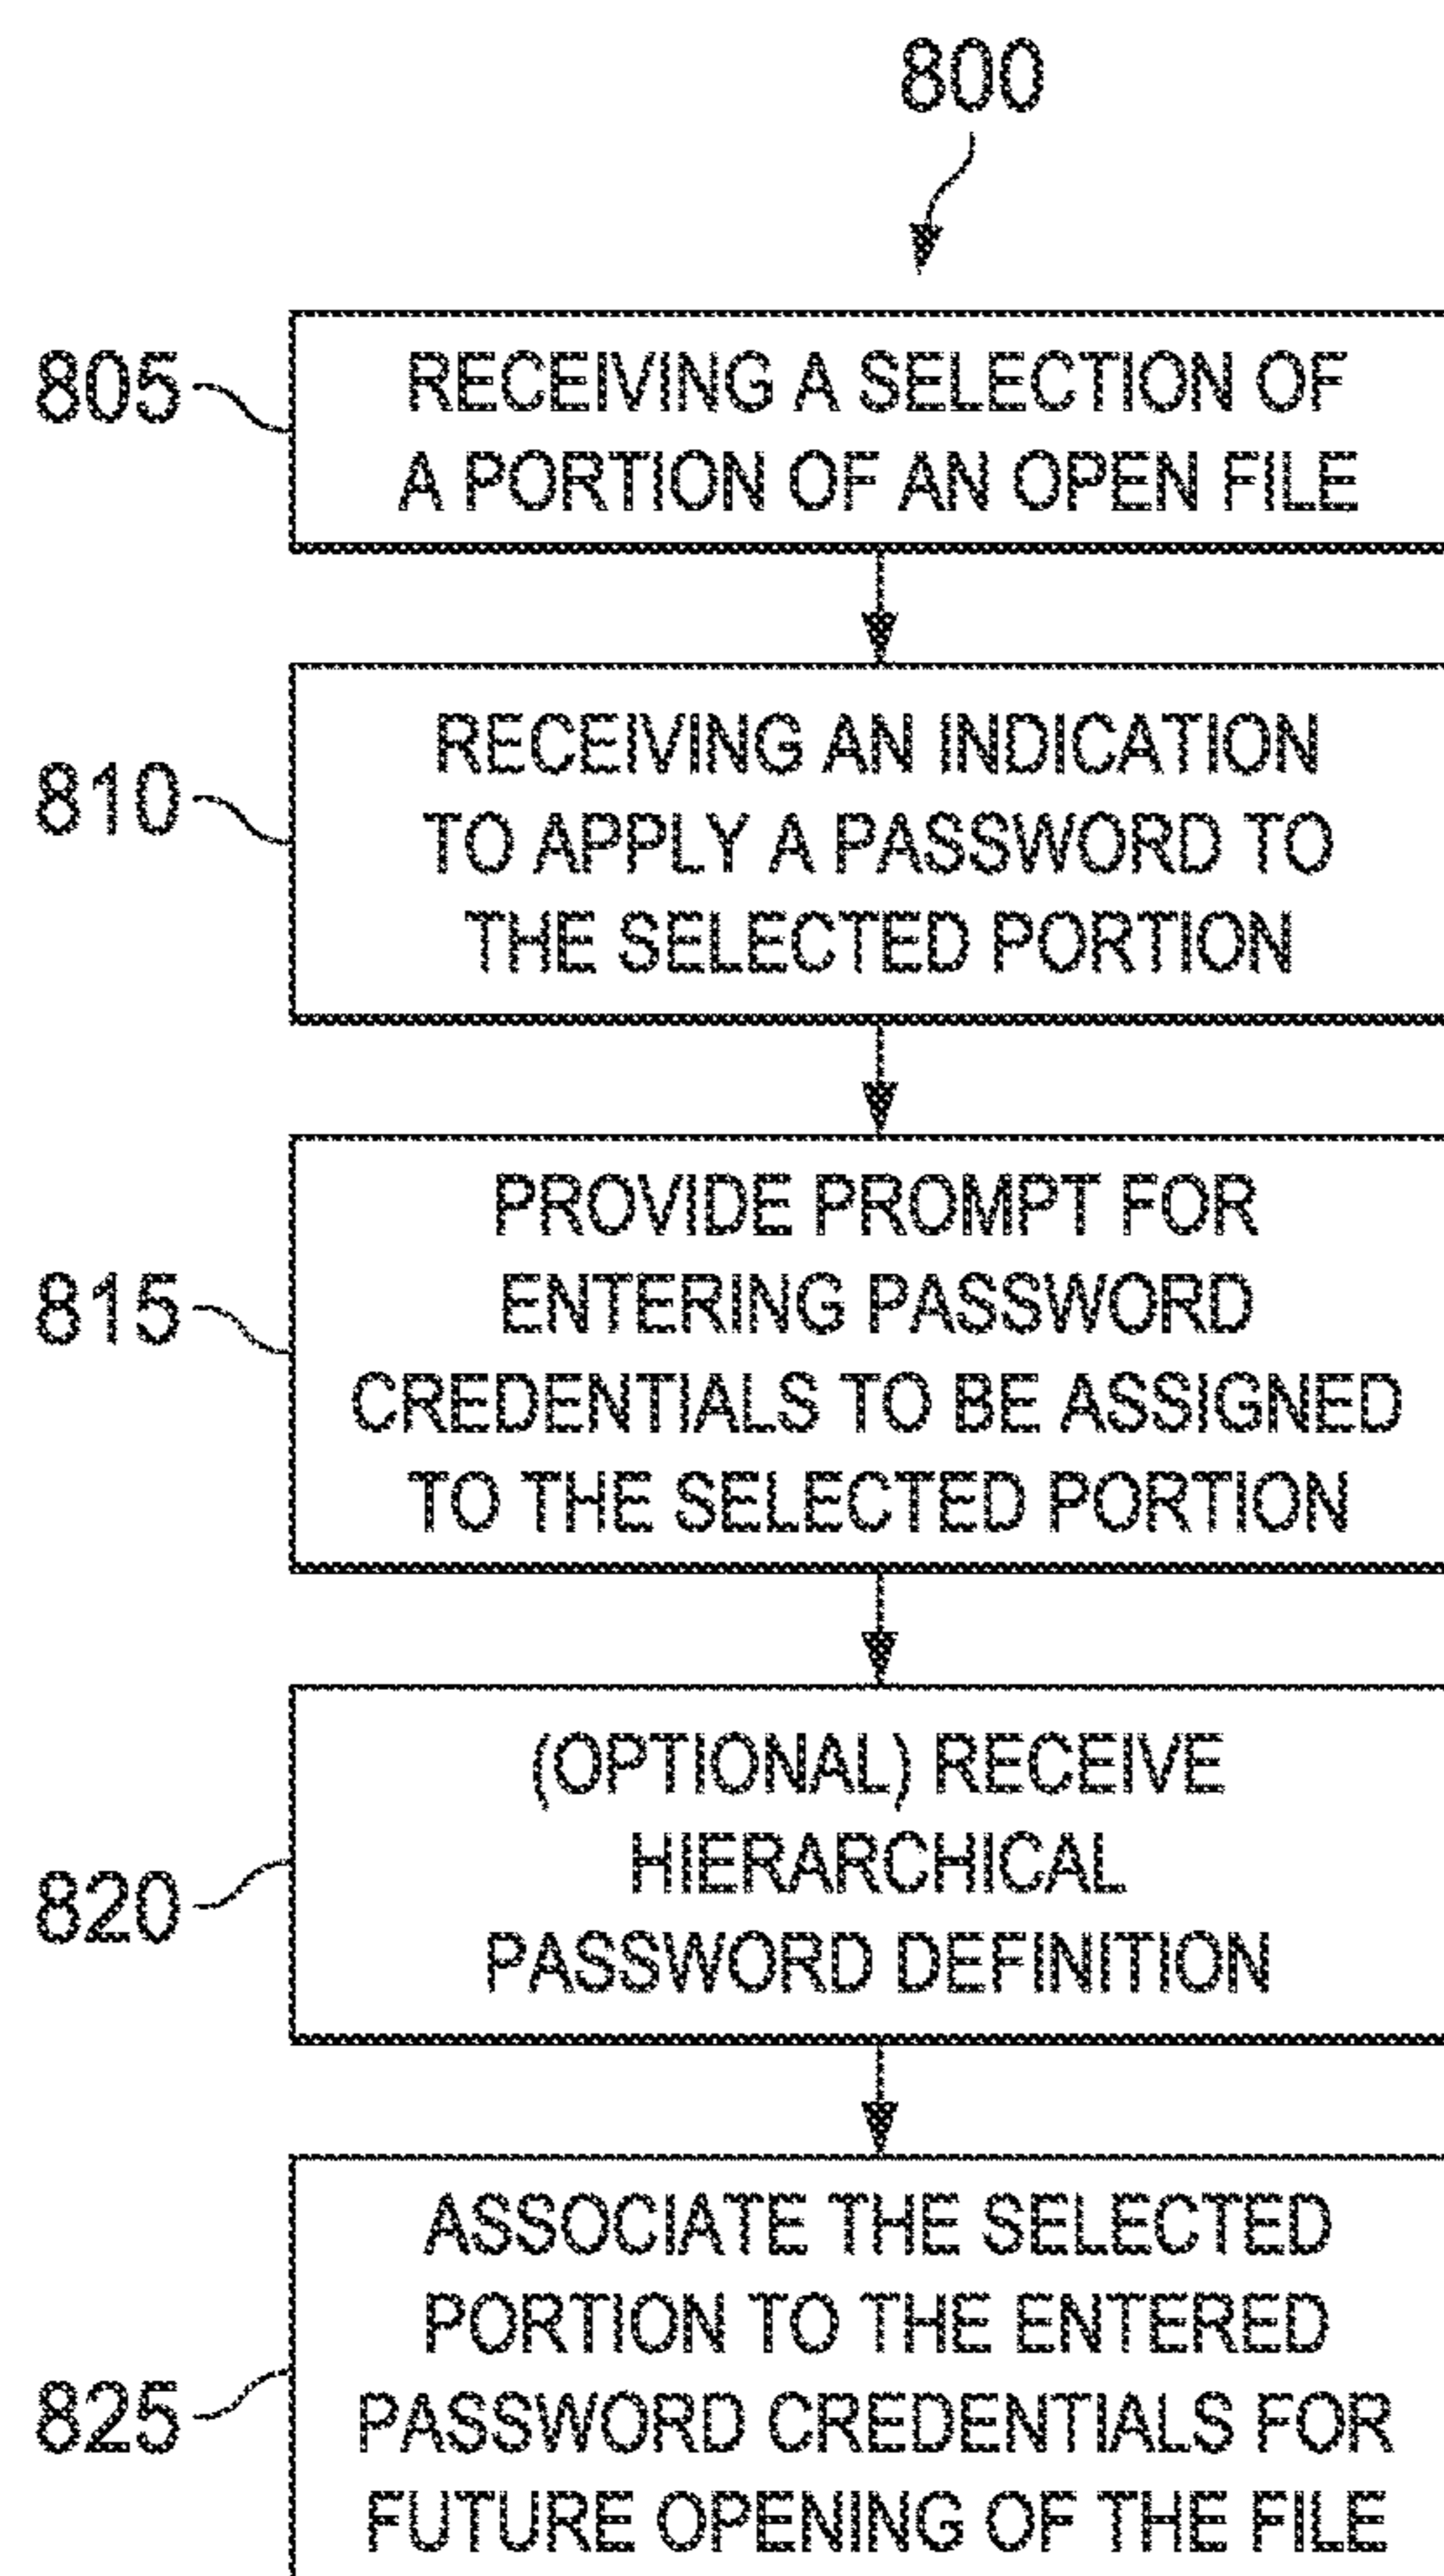 800
805
RECEIVING A SELECTION OF
A PORTION OF AN OPEN FILE
810
RECEIVING AN INDICATION
TO APPLY A PASSWORD TO
THE SELECTED PORTION
815
PROVIDE PROMPT FOR
ENTERING PASSWORD
CREDENTIALS TO BE ASSIGNED
TO THE SELECTED PORTION
820
(OPTIONAL) RECEIVE
HIERARCHICAL
PASSWORD DEFINITION
825
ASSOCIATE THE SELECTED
PORTION TO THE ENTERED
PASSWORD CREDENTIALS FOR
FUTURE OPENING OF THE FILE